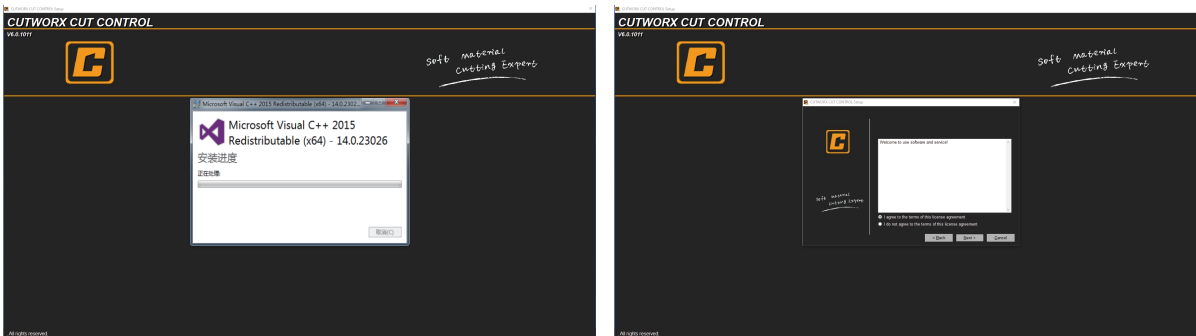 CUTWORX CUT CONTROL Setup
CUTWORX CUT CONTROL
V6.0.1011
Soft material
Cutting Expert
Microsoft Visual C++ 2015 Redistributable (x64) - 14.0.2302...
Microsoft Visual C++ 2015
Redistributable (x64) - 14.0.23026
安装进度
正在处理:
取消(C)
All rights reserved.
CUTWORX CUT CONTROL Setup
CUTWORX CUT CONTROL
V6.0.1011
Soft material
Cutting Expert
CUTWORX CUT CONTROL Setup
Welcome to use software and service!
Soft material
Cutting Expert
I agree to the terms of this license agreement
I do not agree to the terms of this license agreement
< Back Next > Cancel
All rights reserved.